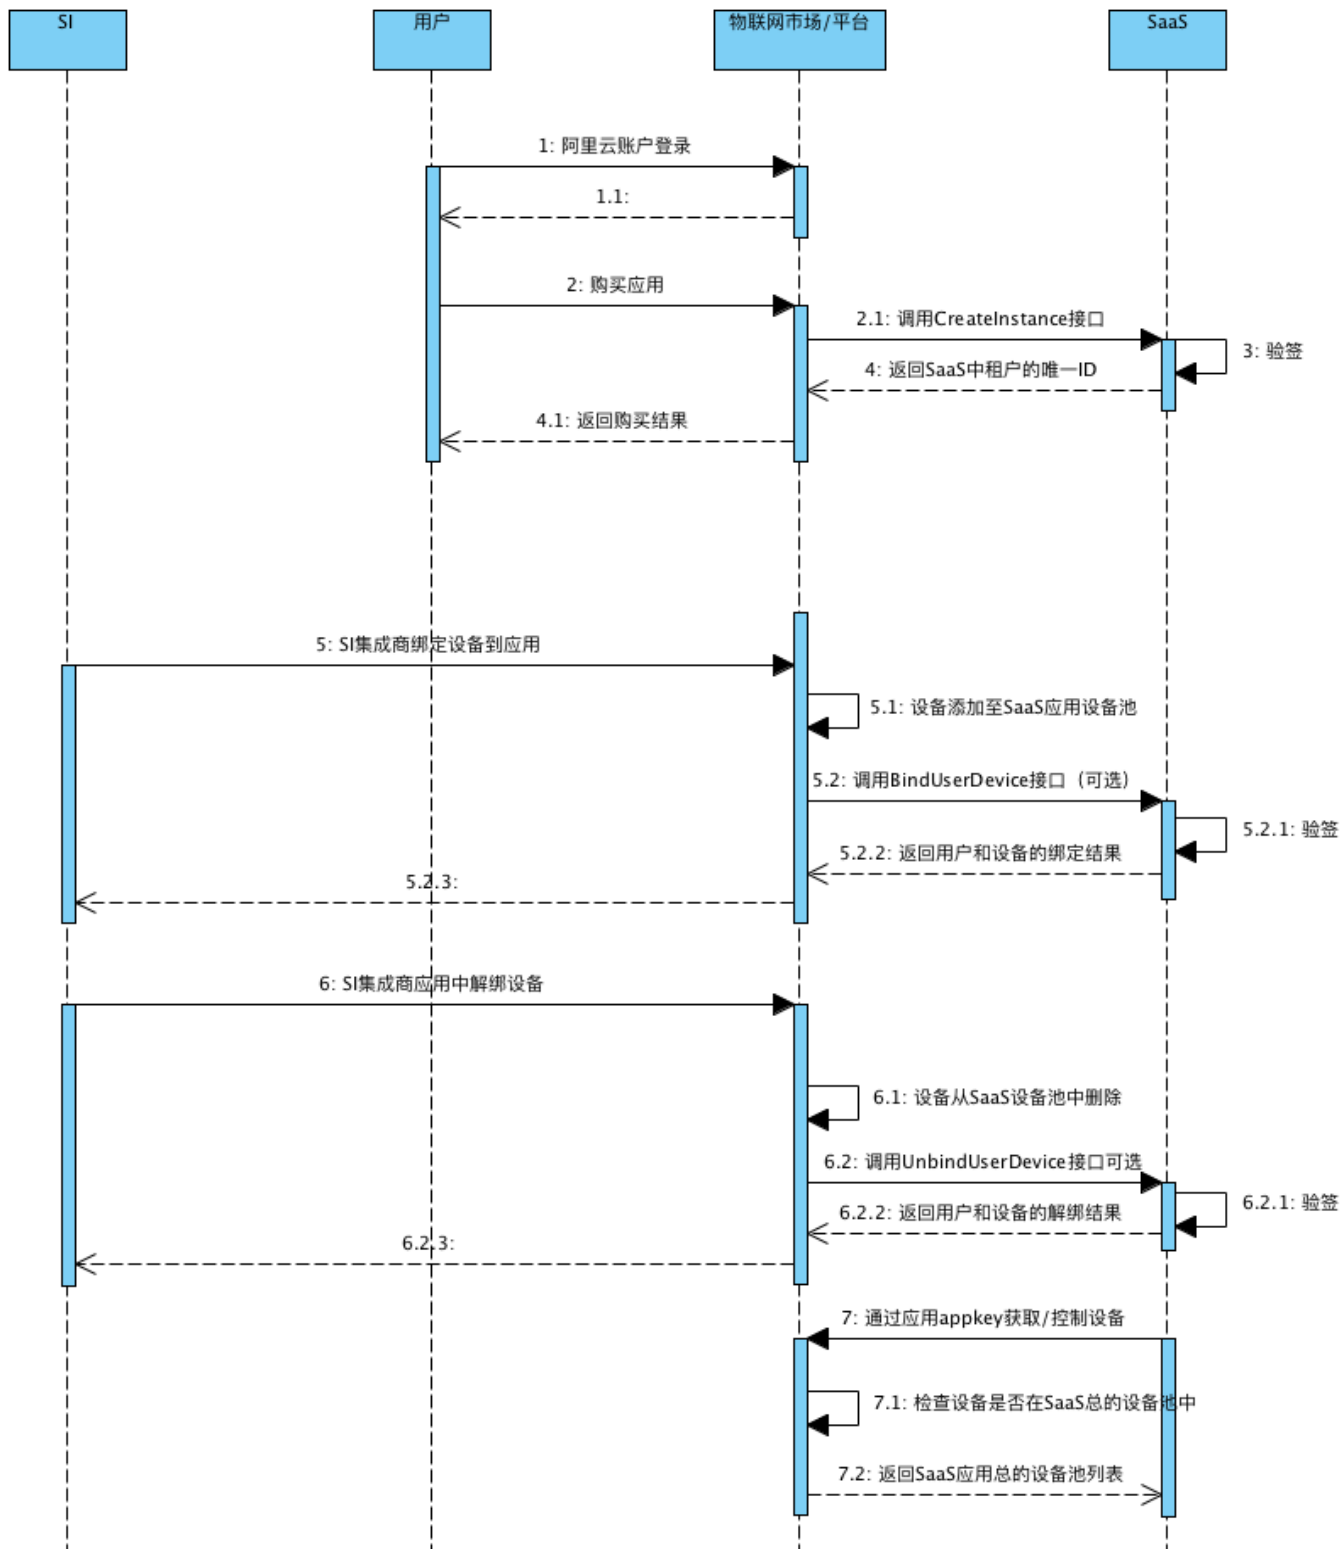 SI
用户
物联网市场/平台
SaaS
1: 阿里云账户登录
1.1:
2: 购买应用
2.1: 调用CreateInstance接口
3: 验签
4: 返回SaaS中租户的唯一ID
4.1: 返回购买结果
5: SI集成商绑定设备到应用
5.1: 设备添加至SaaS应用设备池
5.2: 调用BindUserDevice接口（可选）
5.2.1: 验签
5.2.2: 返回用户和设备的绑定结果
5.2.3:
6: SI集成商应用中解绑设备
6.1: 设备从SaaS设备池中删除
6.2: 调用UnbindUserDevice接口可选
6.2.1: 验签
6.2.2: 返回用户和设备的解绑结果
6.2.3:
7: 通过应用appkey获取/控制设备
7.1: 检查设备是否在SaaS总的设备池中
7.2: 返回SaaS应用总的设备池列表